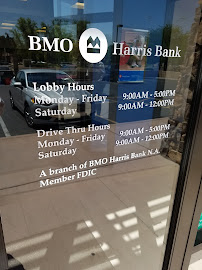 BMO Harris Bank
Lobby Hours
Monday - Friday 9:00AM - 5:00PM
Saturday 9:00AM - 12:00PM
Drive Thru Hours
Monday - Friday 9:00AM - 5:00PM
Saturday 9:00AM - 12:00PM
A branch of BMO Harris Bank N.A.
Member FDIC